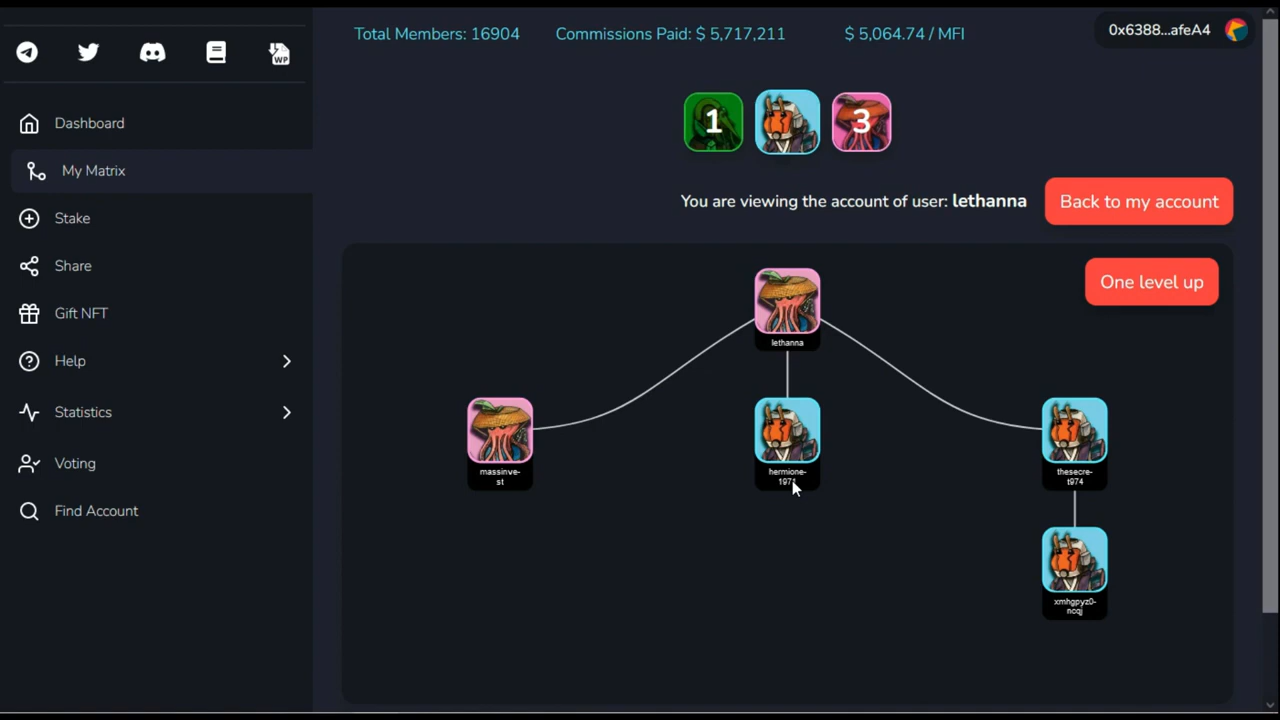 Total Members: 16904
Commissions Paid: $ 5,717,211
$ 5,064.74 / MFI
0x6388...afeA4
WP
Dashboard
My Matrix
Stake
Share
Gift NFT
Help
Statistics
Voting
Find Account
1
3
You are viewing the account of user: lethanna
Back to my account
One level up
lethanna
massinve-
st
hermione-
1971
thesecre-
t974
xmhgpyz0-
ncqj